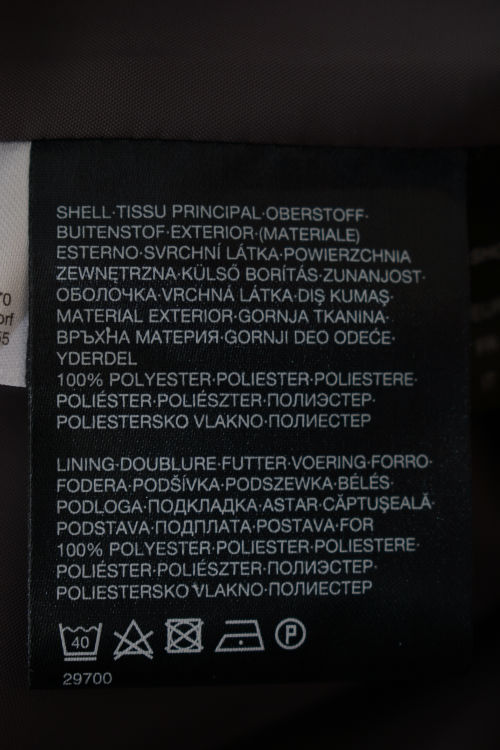 SHELL·TISSU PRINCIPAL·OBERSTOFF·
BUITENSTOF·EXTERIOR·(MATERIALE)
ESTERNO·SVRCHNÍ LÁTKA·POWIERZCHNIA
ZEWNĘTRZNA·KÜLSŐ BORÍTÁS·ZUNANJOST·
ОБОЛОЧКА·VRCHNÁ LÁTKA·DIŞ KUMAŞ·
MATERIAL EXTERIOR·GORNJA TKANINA·
ВРЪХНА МАТЕРИЯ·GORNJI DEO ODEĆE·
YDERDEL
100% POLYESTER·POLIESTER·POLIESTERE·
POLIÉSTER·POLIÉSZTER·ПОЛИЭСТЕР·
POLIESTERSKO VLAKNO·ПОЛИЕСТЕР
LINING·DOUBLURE·FUTTER·VOERING·FORRO·
FODERA·PODŠÍVKA·PODSZEWKA·BÉLÉS·
PODLOGA·ПОДКЛАДКА·ASTAR·CĂPTUŞEALĂ·
PODSTAVA·ПОДПЛАТА·POSTAVA·FOR
100% POLYESTER·POLIESTER·POLIESTERE·
POLIÉSTER·POLIÉSZTER·ПОЛИЭСТЕР·
POLIESTERSKO VLAKNO·ПОЛИЕСТЕР
40 P
29700